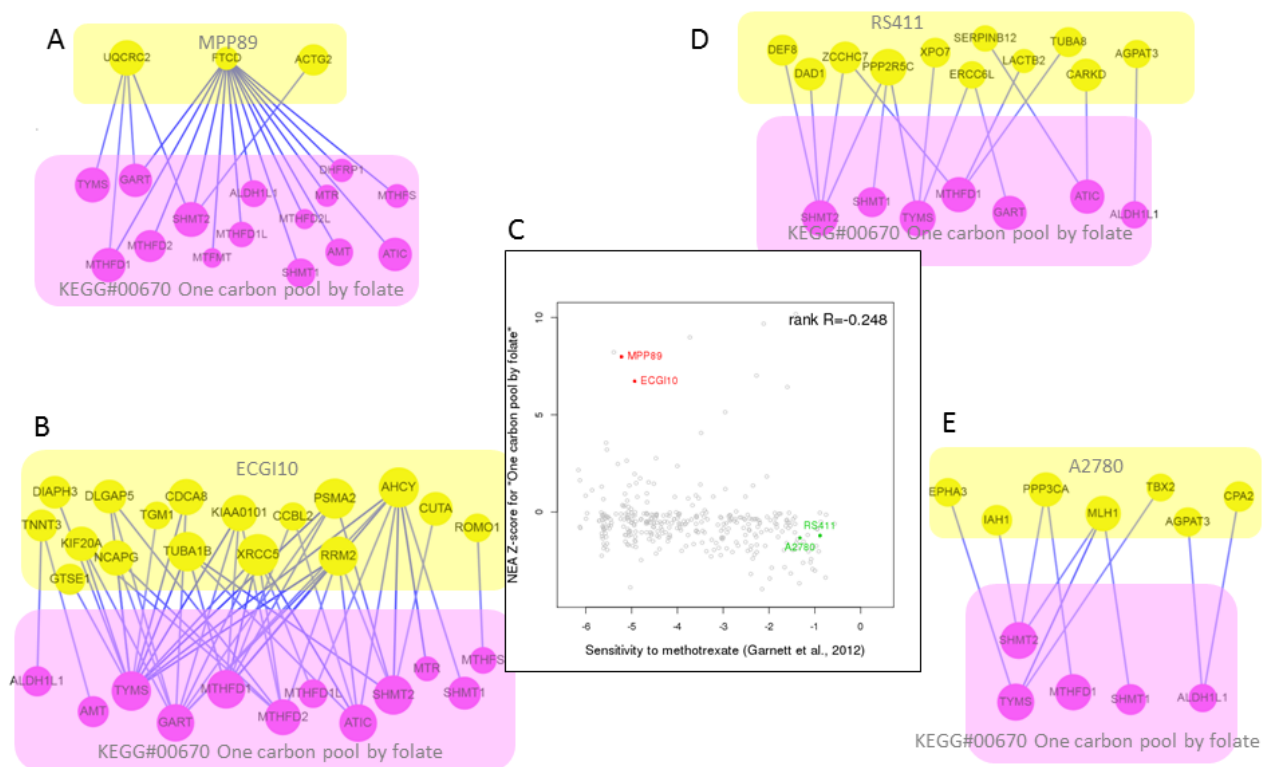 A
MPP89
UQCRC2
FTCD
ACTG2
TYMS
GART
DHFRP1
ALDH1L1
MTR
MTHFS
SHMT2
MTHFD2L
MTHFD1L
MTHFD2
MTFMT
AMT
ATIC
MTHFD1
SHMT1
KEGG#00670 One carbon pool by folate
B
ECGI10
DIAPH3
DLGAP5
CDCA8
PSMA2
AHCY
TNNT3
TGM1
KIAA0101
CCBL2
CUTA
ROMO1
KIF20A
NCAPG
TUBA1B
XRCC5
RRM2
GTSE1
ALDH1L1
TYMS
MTHFD1
MTHFD1L
SHMT2
MTR
MTHFS
SHMT1
AMT
GART
MTHFD2
ATIC
KEGG#00670 One carbon pool by folate
C
NEA Z-score for "One carbon pool by folate"
rank R=-0.248
10
5
0
MPP89
ECGI10
RS411
A2780
-6 -5 -4 -3 -2 -1 0
Sensitivity to methotrexate (Garnett et al., 2012)
D
RS411
DEF8
DAD1
ZCCHC7
PPP2R5C
XPO7
SERPINB12
ERCC6L
LACTB2
TUBA8
CARKD
AGPAT3
SHMT2
SHMT1
TYMS
MTHFD1
GART
ATIC
ALDH1L1
KEGG#00670 One carbon pool by folate
E
A2780
EPHA3
IAH1
PPP3CA
MLH1
TBX2
AGPAT3
CPA2
SHMT2
TYMS
MTHFD1
SHMT1
ALDH1L1
KEGG#00670 One carbon pool by folate